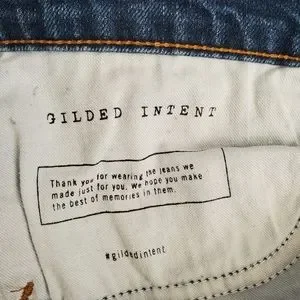 GILDED INTENT
Thank you for wearing the jeans we
made just for you. We hope you make
the best of memories in them.
#gildedintent